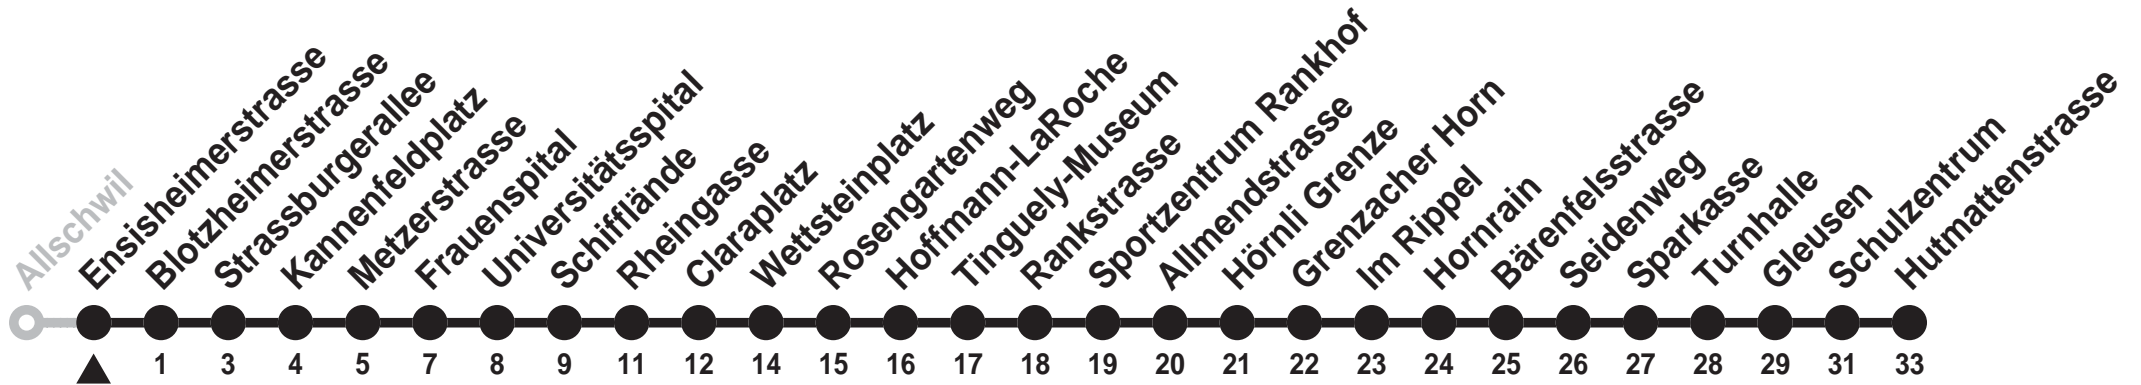 Allschwil
Ensisheimerstrasse
Blotzheimerstrasse
Strassburgerallee
Kannenfeldplatz
Metzerstrasse
Frauenspital
Universitätsspital
Schifflände
Rheingasse
Claraplatz
Wettsteinplatz
Rosengartenweg
Hoffmann-LaRoche
Tinguely-Museum
Rankstrasse
Sportzentrum Rankhof
Allmendstrasse
Hörnli Grenze
Grenzacher Horn
Im Rippel
Hornrain
Bärenfelsstrasse
Seidenweg
Sparkasse
Turnhalle
Gleusen
Schulzentrum
Hutmattenstrasse
1 3 4 5 7 8 9 11 12 14 15 16 17 18 19 20 21 22 23 24 25 26 27 28 29 31 33